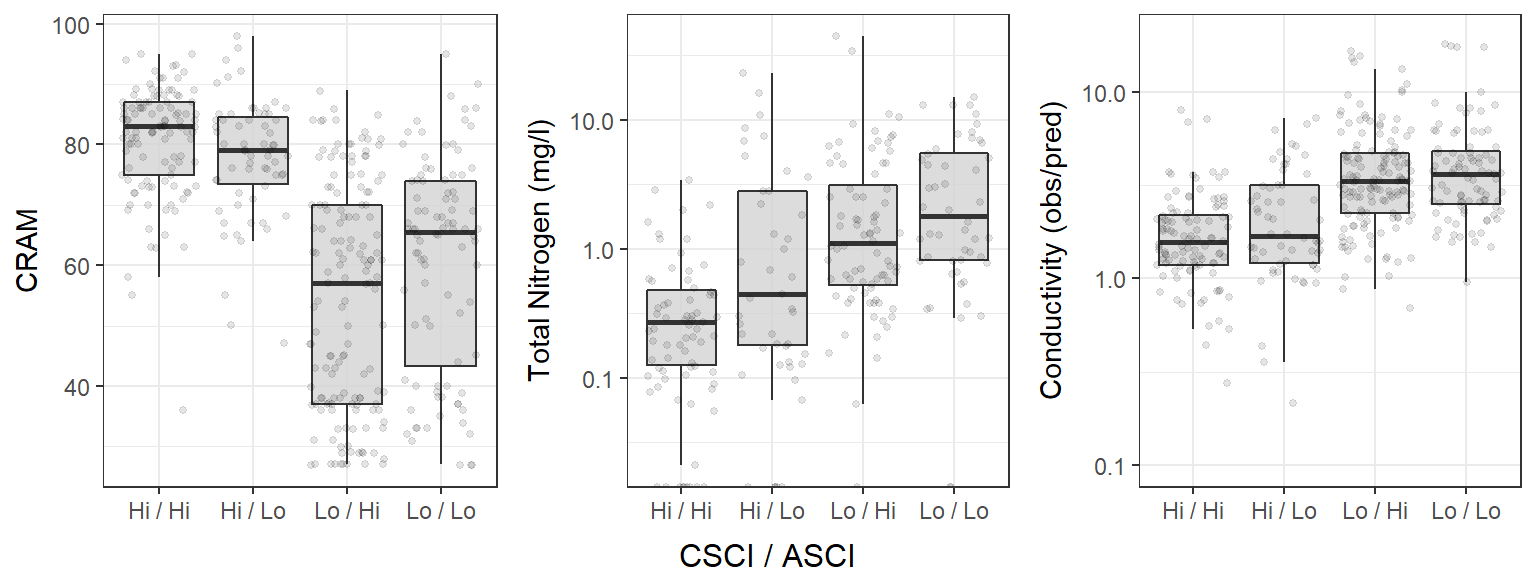 CRAM
100
80
60
40
Hi / Hi
Hi / Lo
Lo / Hi
Lo / Lo
Total Nitrogen (mg/l)
10.0
1.0
0.1
Hi / Hi
Hi / Lo
Lo / Hi
Lo / Lo
Conductivity (obs/pred)
10.0
1.0
0.1
Hi / Hi
Hi / Lo
Lo / Hi
Lo / Lo
CSCI / ASCI